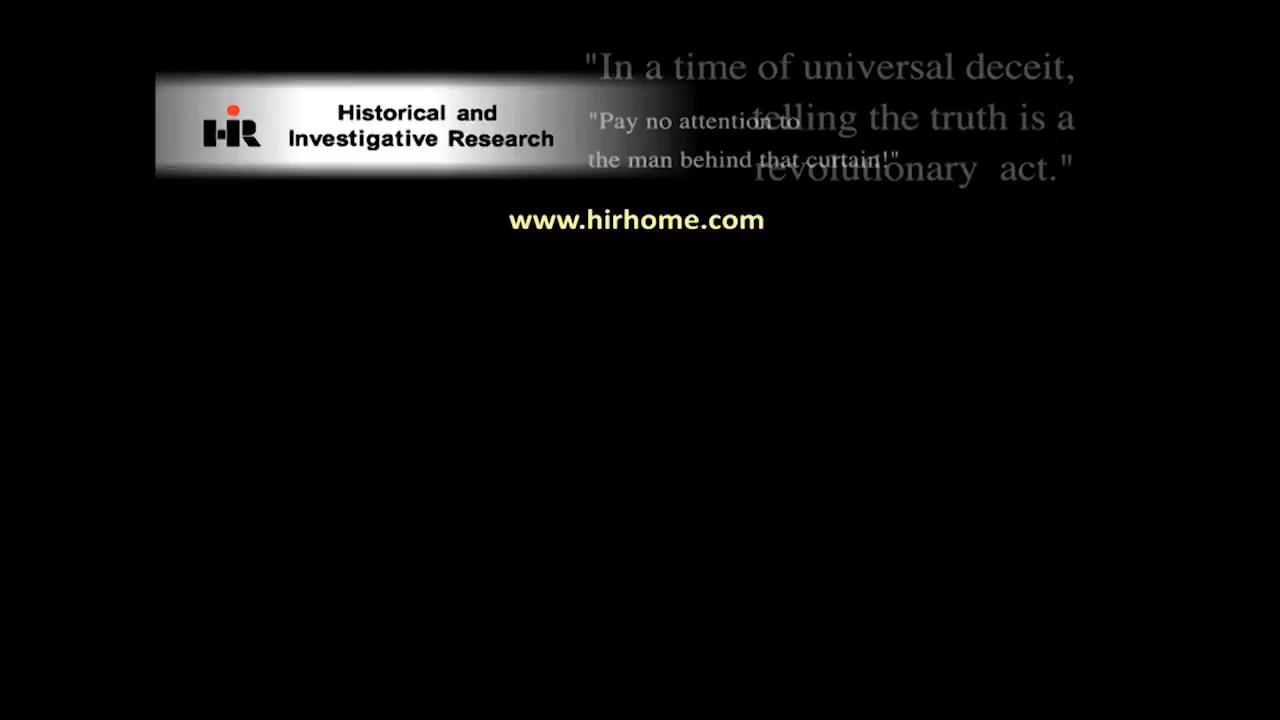 "In a time of universal deceit,
telling the truth is a
revolutionary act."
HIR
Historical and
Investigative Research
"Pay no attention to
the man behind that curtain!"
www.hirhome.com